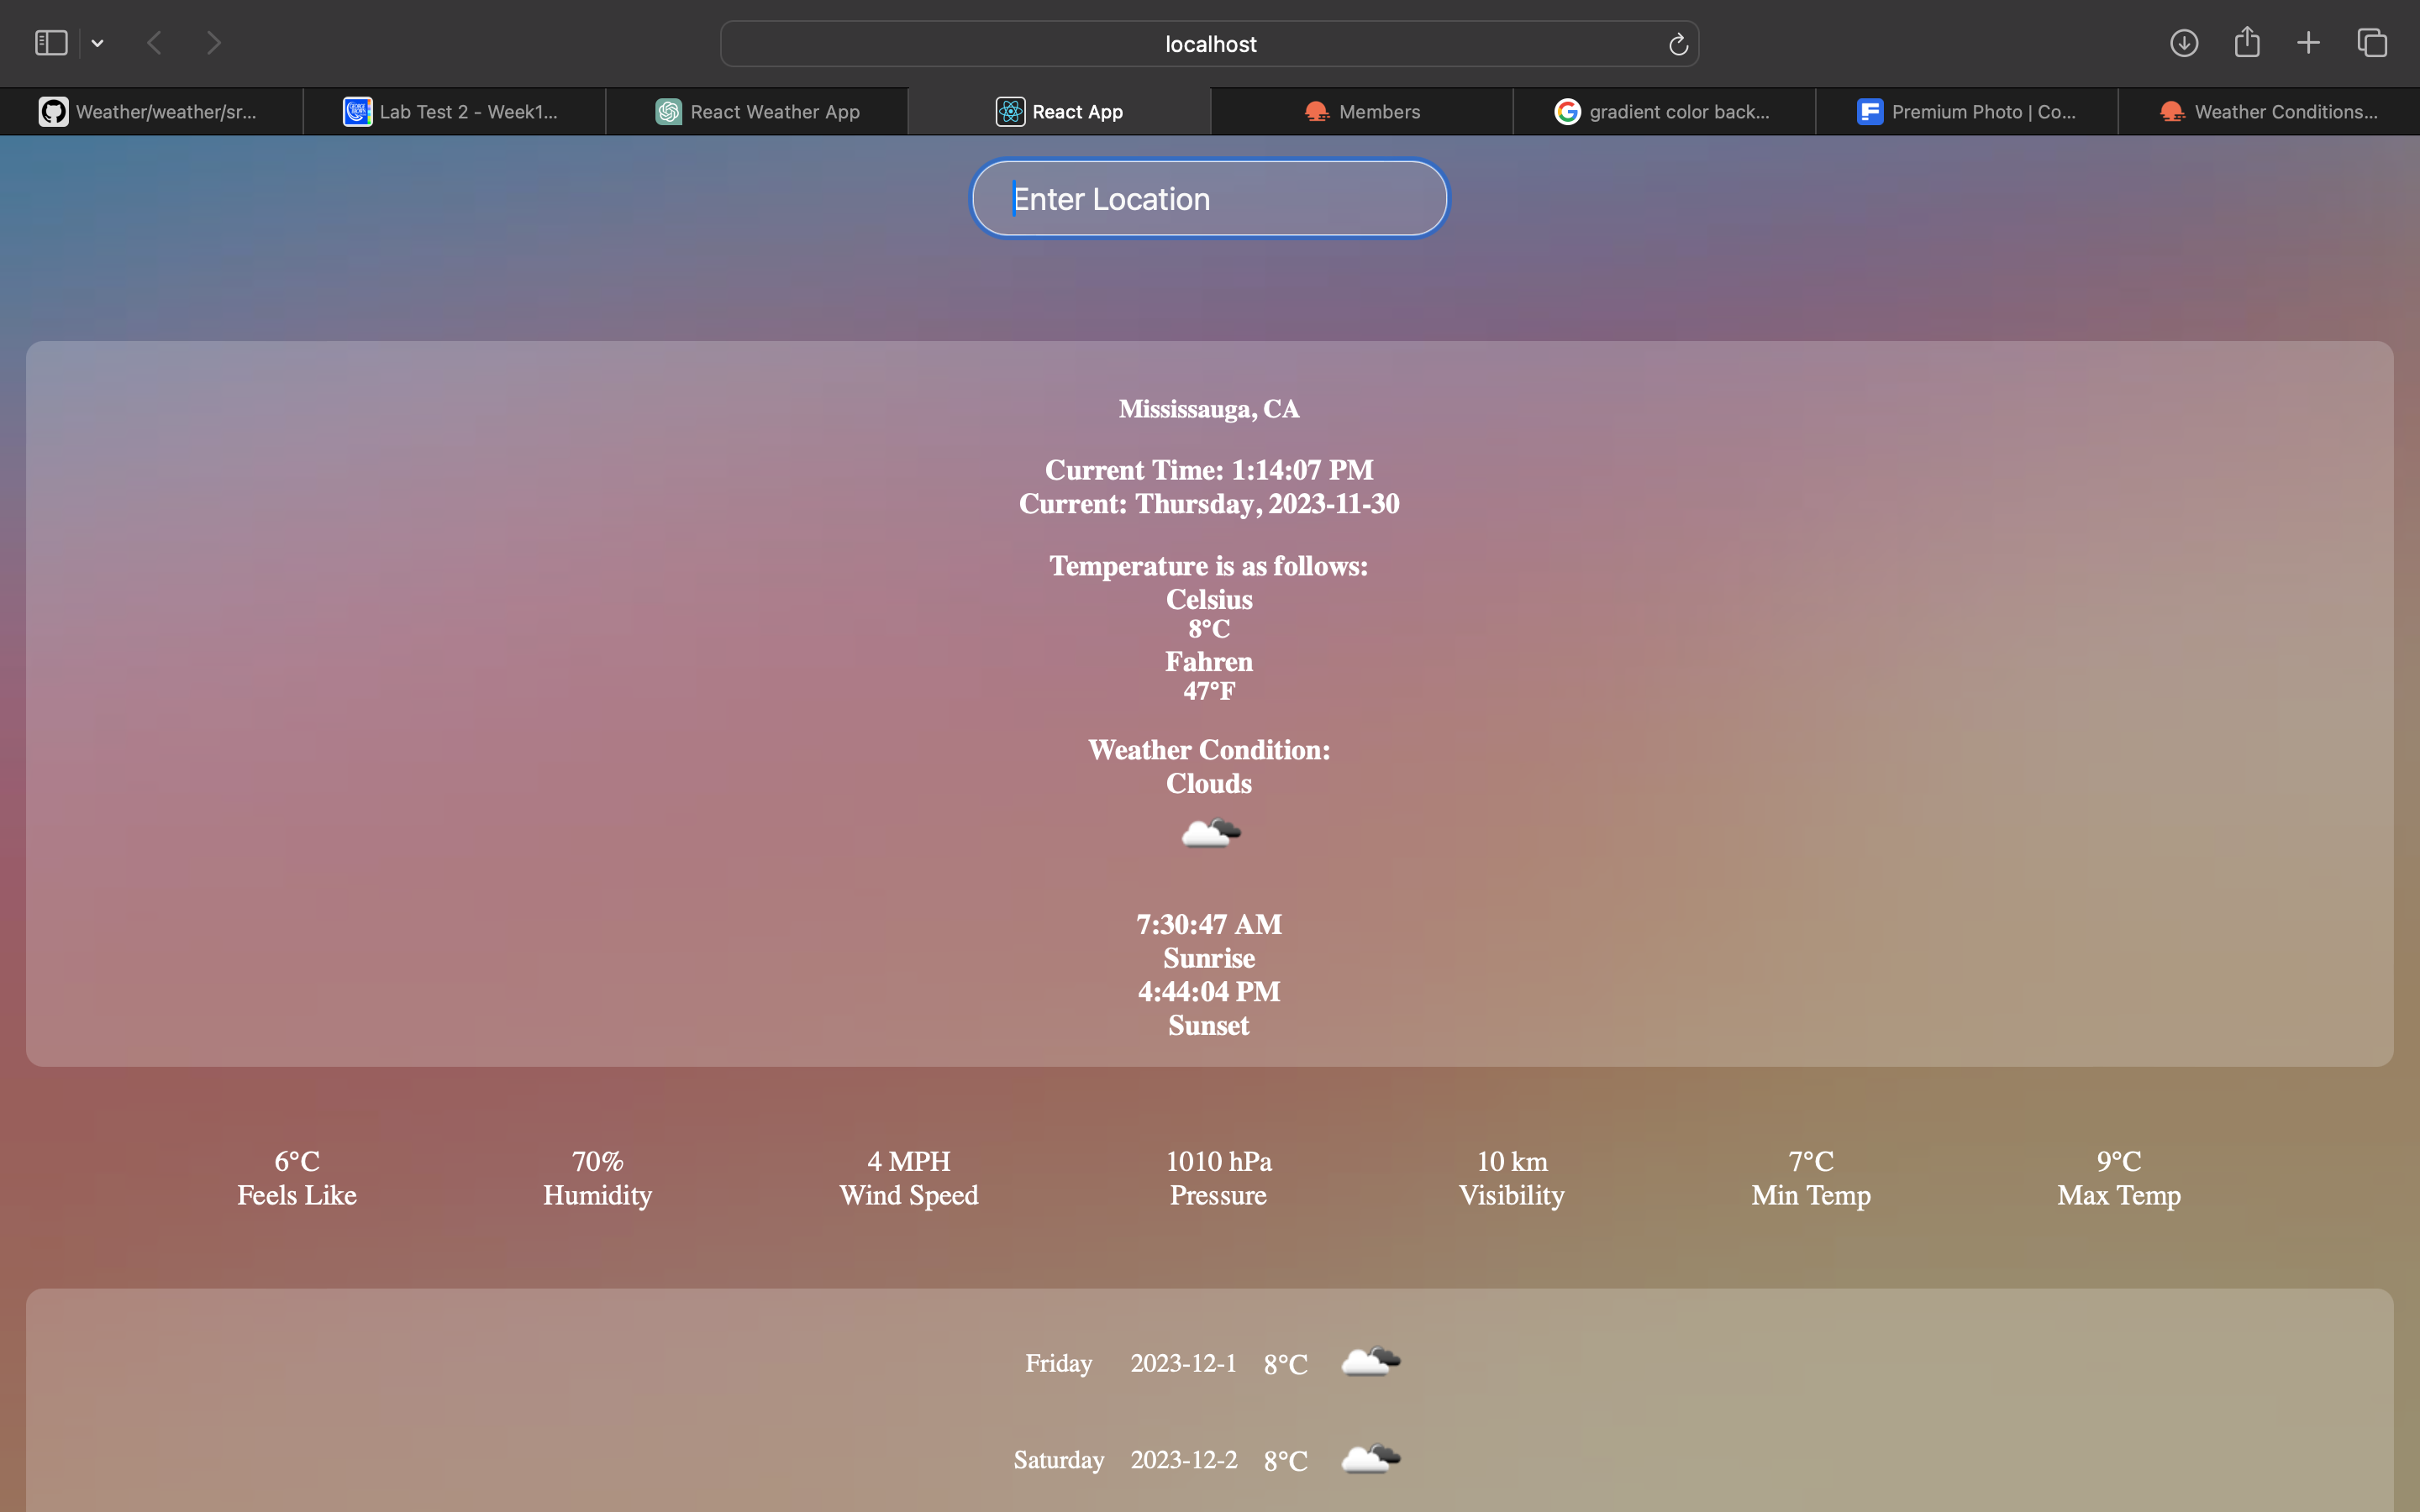 localhost
Weather/weather/sr...
Lab Test 2 - Week1...
React Weather App
React App
Members
gradient color back...
Premium Photo | Co...
Weather Conditions...
Enter Location
Mississauga, CA
Current Time: 1:14:07 PM
Current: Thursday, 2023-11-30
Temperature is as follows:
Celsius
8°C
Fahren
47°F
Weather Condition:
Clouds
7:30:47 AM
Sunrise
4:44:04 PM
Sunset
6°C
Feels Like
70%
Humidity
4 MPH
Wind Speed
1010 hPa
Pressure
10 km
Visibility
7°C
Min Temp
9°C
Max Temp
Friday 2023-12-1 8°C
Saturday 2023-12-2 8°C